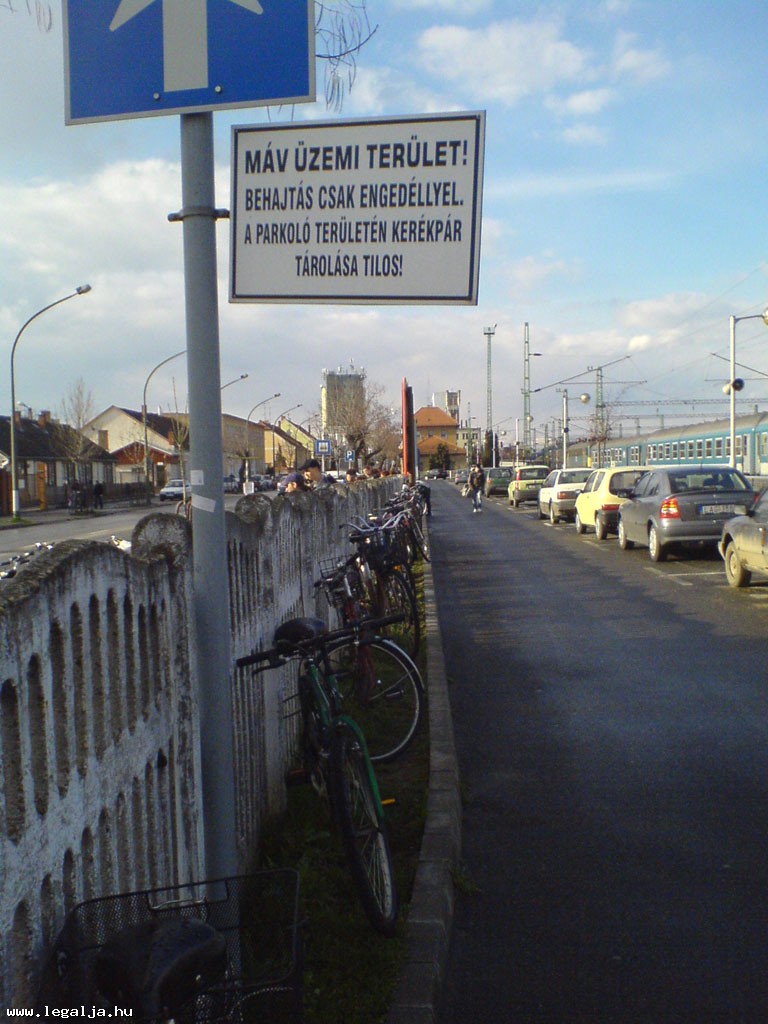 MÁV ÜZEMI TERÜLET!
BEHAJTÁS CSAK ENGEDÉLLYEL.
A PARKOLÓ TERÜLETÉN KERÉKPÁR
TÁROLÁSA TILOS!
P
www.legalja.hu